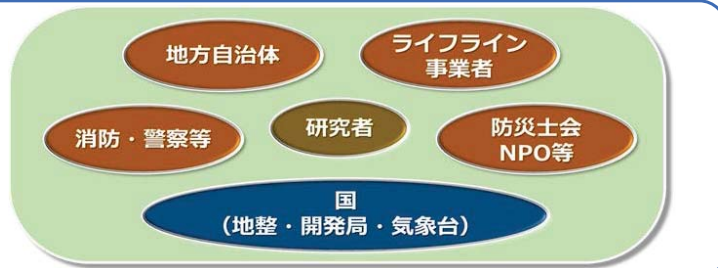 地方自治体
ライフライン
事業者
消防・警察等
研究者
防災士会
NPO等
国
（地整・開発局・気象台）